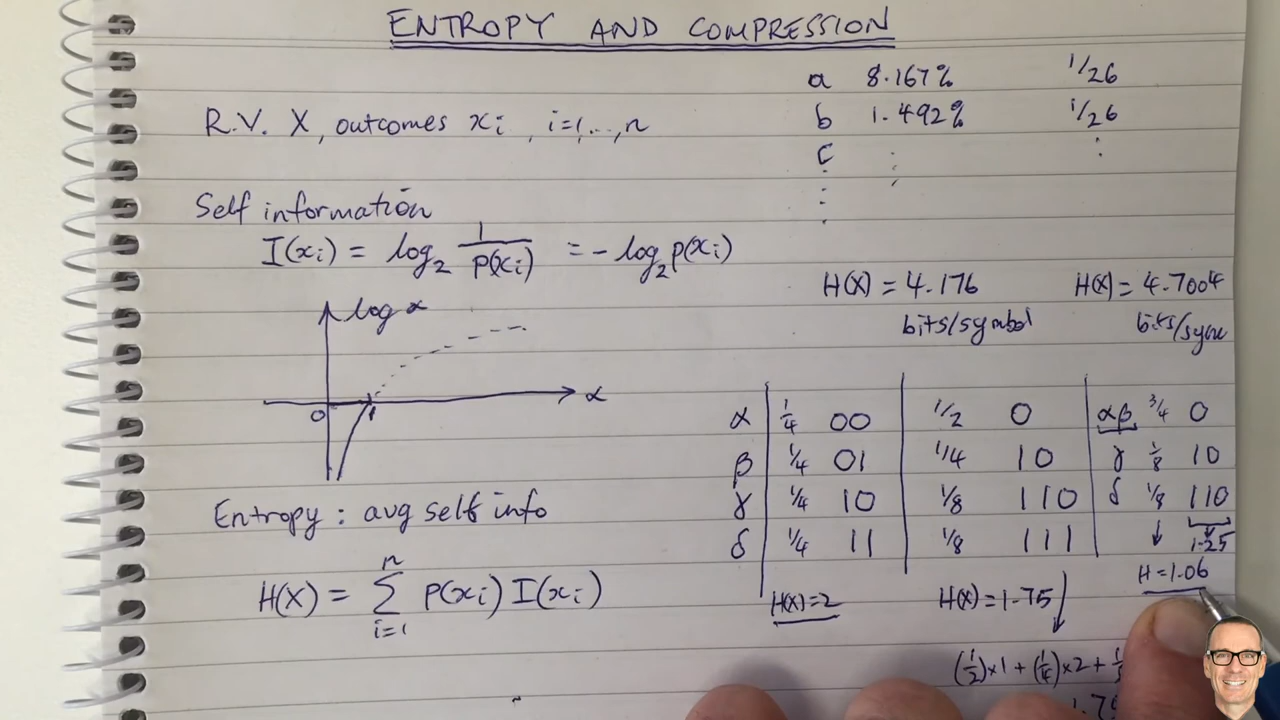 ENTROPY AND COMPRESSION
a 8.167% 1/26
b 1.492% 1/26
c : :
:
R.V. X, outcomes xi, i=1,...,n
Self information
I(xi) = log2 1/P(xi) = - log2 p(xi)
log x
0 1 x
H(X) = 4.176 H(X) = 4.7004
bits/symbol bits/sym
α 1/4 00 1/2 0 αβ 3/4 0
β 1/4 01 1/4 10 γ 1/8 10
γ 1/4 10 1/8 110 δ 1/8 110
δ 1/4 11 1/8 111 1.25
H(X)=2 H(X)=1.75 H=1.06
(1/2)×1 + (1/4)×2 +
Entropy : avg self info
H(X) = n Σ i=1 P(xi) I(xi)